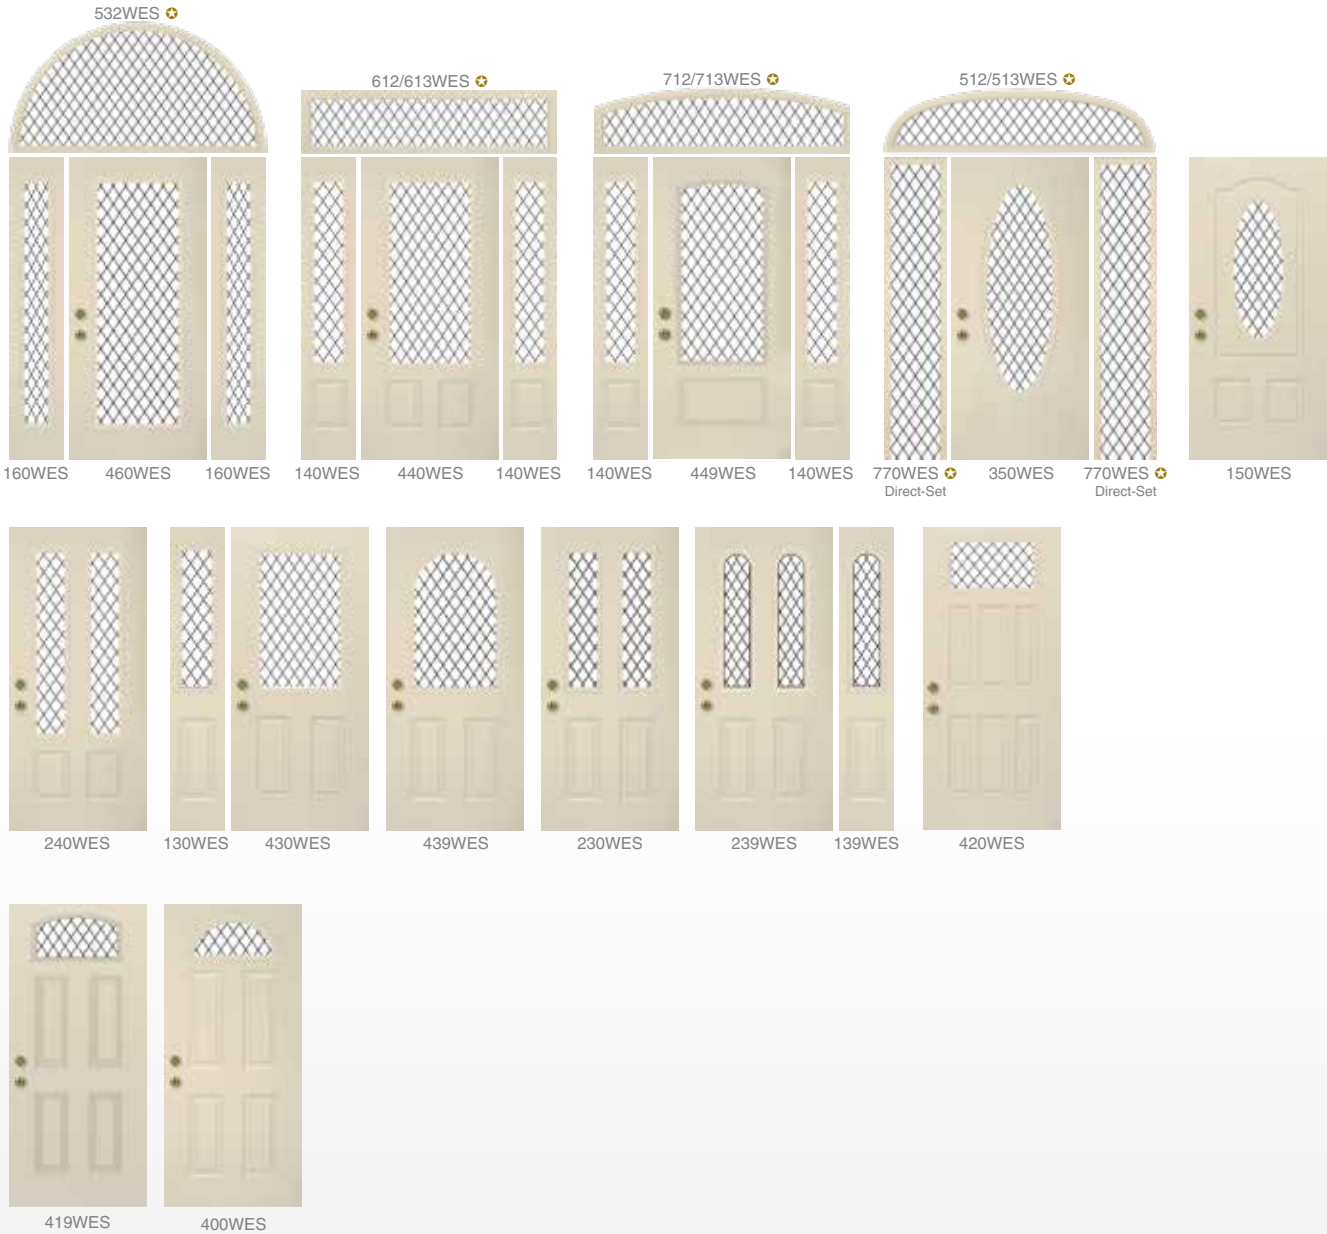 532WES
612/613WES
712/713WES
512/513WES
160WES 460WES 160WES
140WES 440WES 140WES
140WES 449WES 140WES
770WES 350WES 770WES
Direct-Set Direct-Set
150WES
240WES
130WES 430WES
439WES
230WES
239WES 139WES
420WES
419WES
400WES